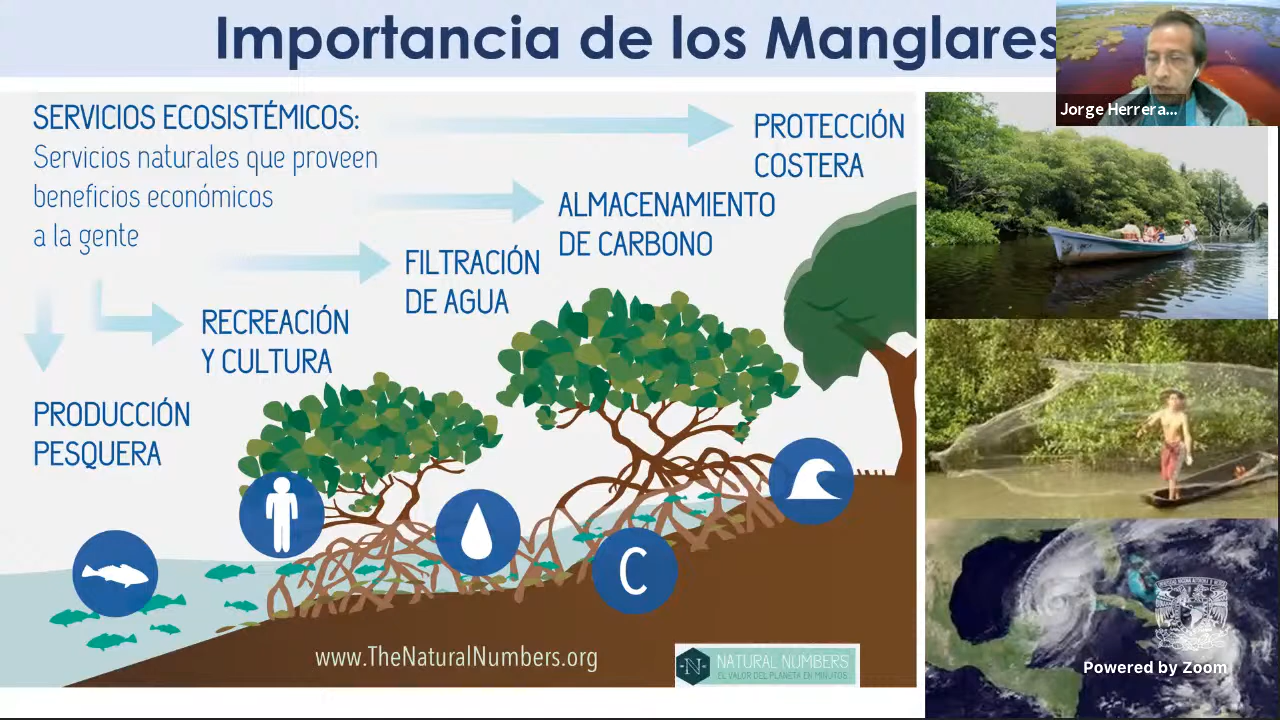 Importancia de los Manglares
Jorge Herrera...
SERVICIOS ECOSISTÉMICOS:
Servicios naturales que proveen
beneficios económicos
a la gente
PROTECCIÓN
COSTERA
ALMACENAMIENTO
DE CARBONO
FILTRACIÓN
DE AGUA
RECREACIÓN
Y CULTURA
PRODUCCIÓN
PESQUERA
C
www.TheNaturalNumbers.org
N
NATURAL NUMBERS
EL VALOR DEL PLANETA EN MINUTOS
Powered by Zoom